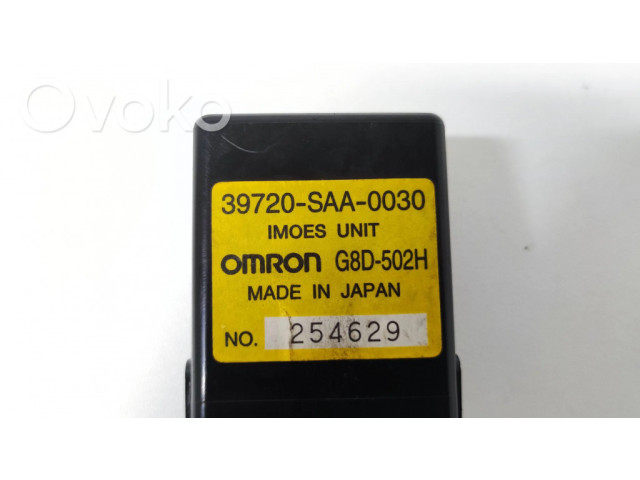 Ovoko
39720-SAA-0030
IMOES UNIT
OMRON G8D-502H
MADE IN JAPAN
NO. 254629